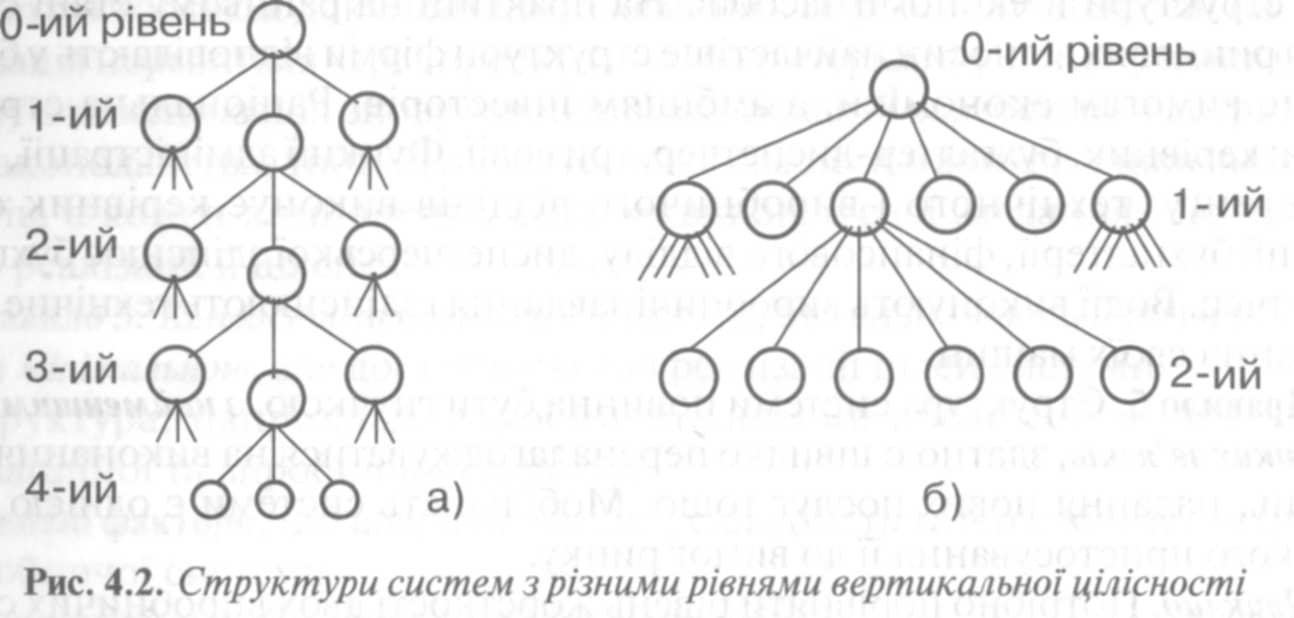 0-ий рівень
1-ий
2-ий
3-ий
4-ий
а)
0-ий рівень
1-ий
2-ий
б)
Рис. 4.2. Структури систем з різними рівнями вертикальної цілісності